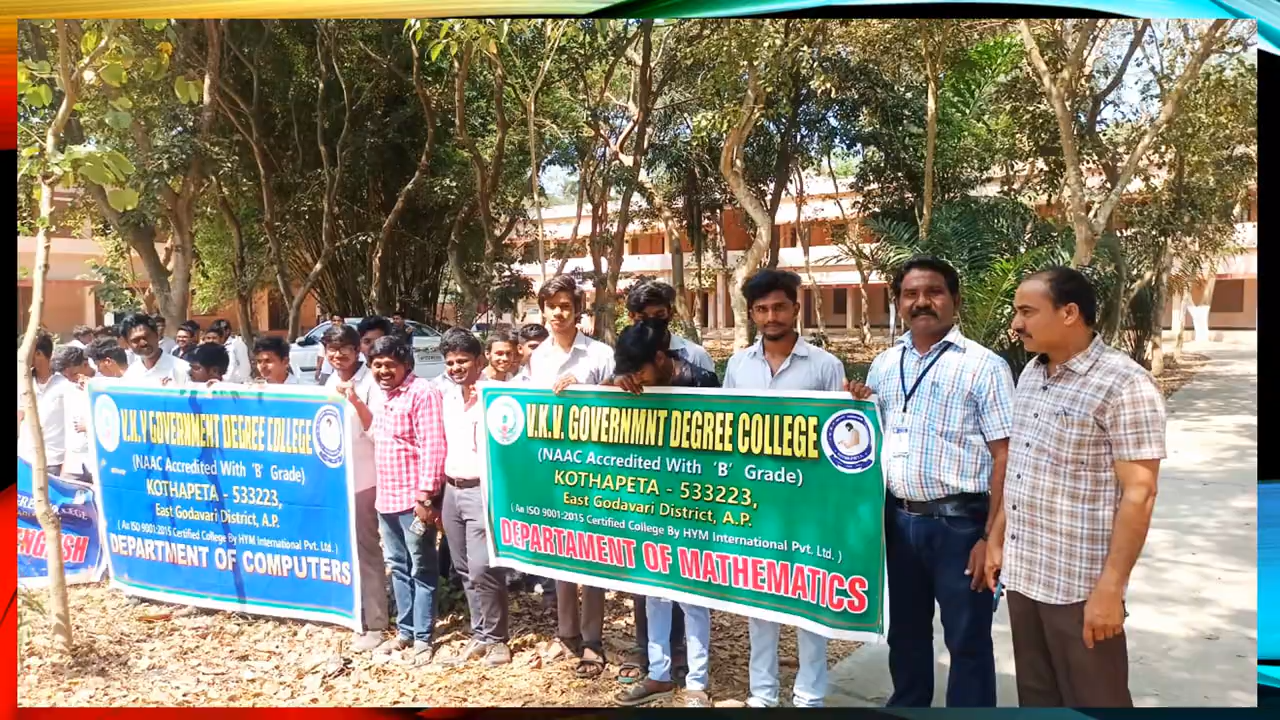 V.K.V GOVERNMENT DEGREE COLLEGE
(NAAC Accredited With 'B' Grade)
KOTHAPETA - 533223,
East Godavari District, A.P.
( An ISO 9001:2015 Certified College By HYM International Pvt. Ltd. )
DEPARTMENT OF COMPUTERS
V.K.V. GOVERNMNT DEGREE COLLEGE
(NAAC Accredited With 'B' Grade)
KOTHAPETA - 533223,
East Godavari District, A.P.
( An ISO 9001:2015 Certified College By HYM International Pvt. Ltd. )
DEPARTAMENT OF MATHEMATICS